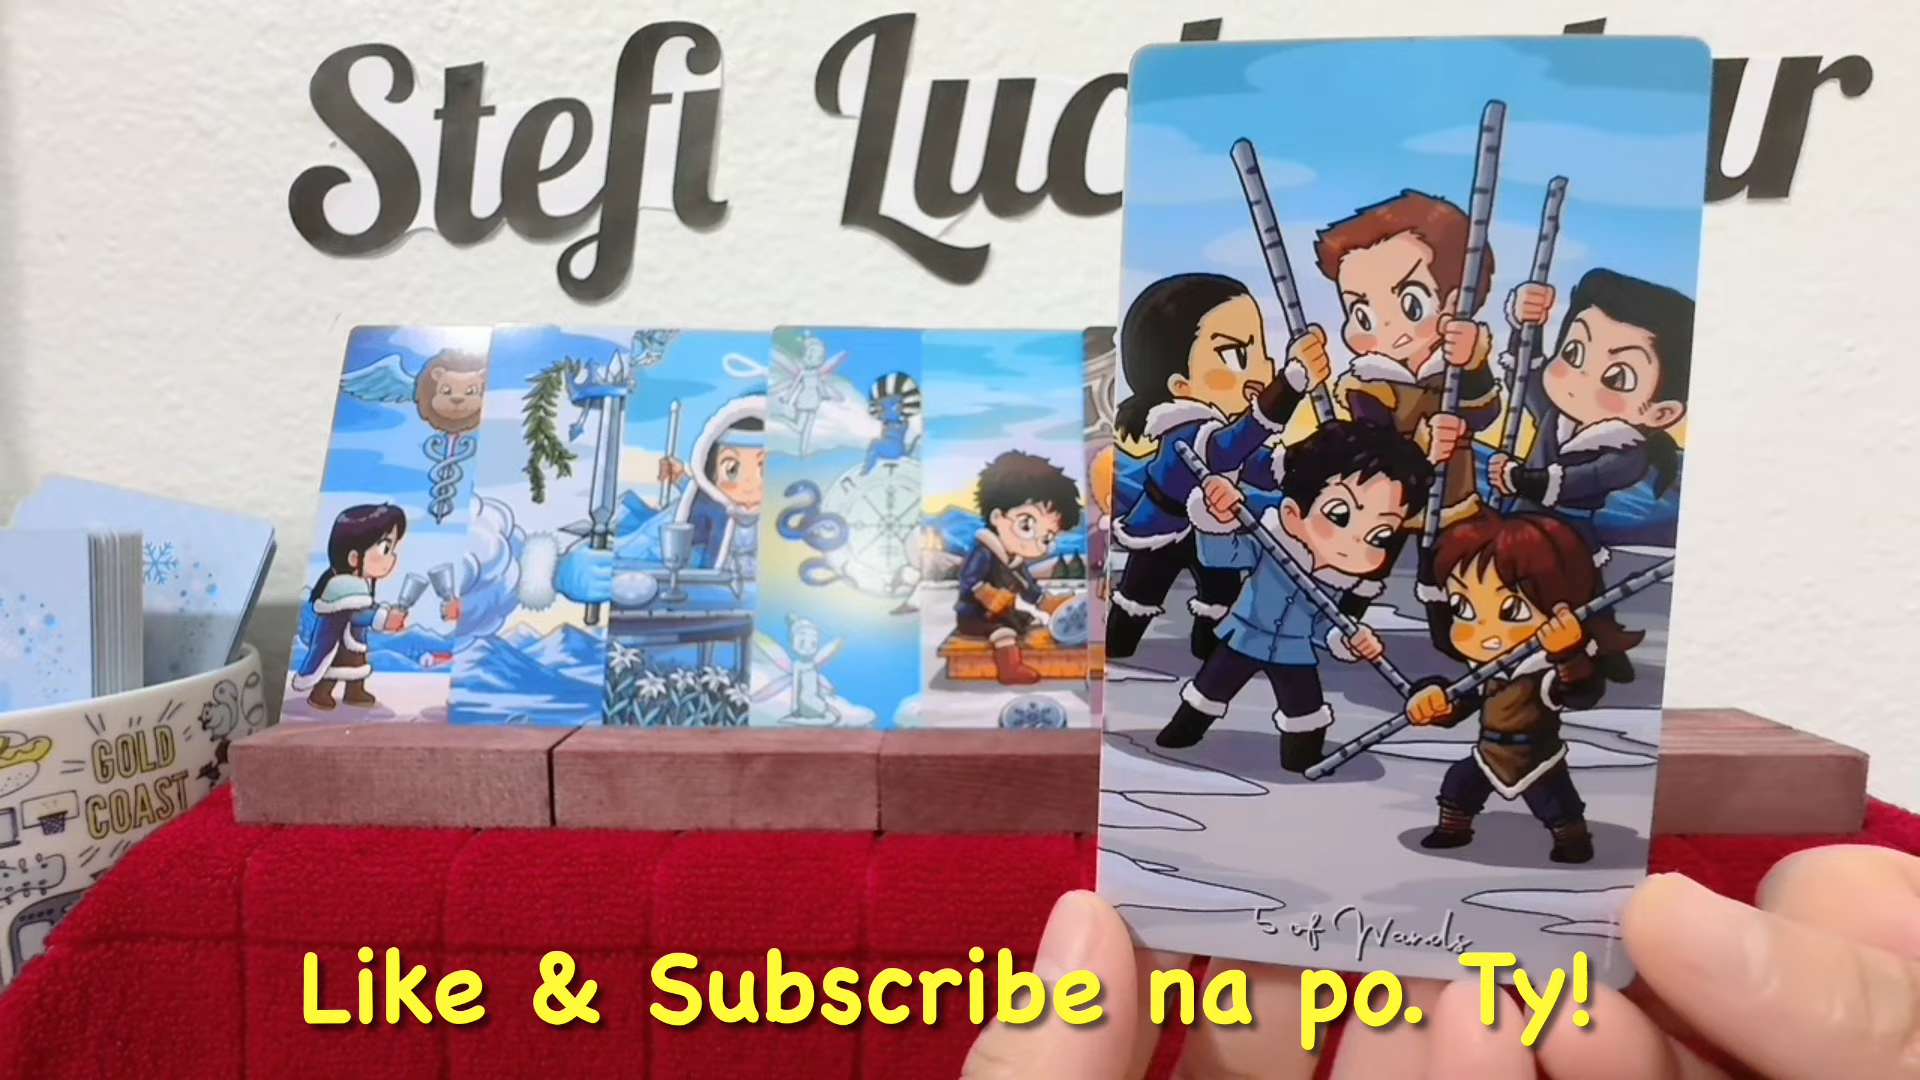 Stefi Luc
ur
5 of Wands
GOLD
COAST
Like & Subscribe na po. Ty!